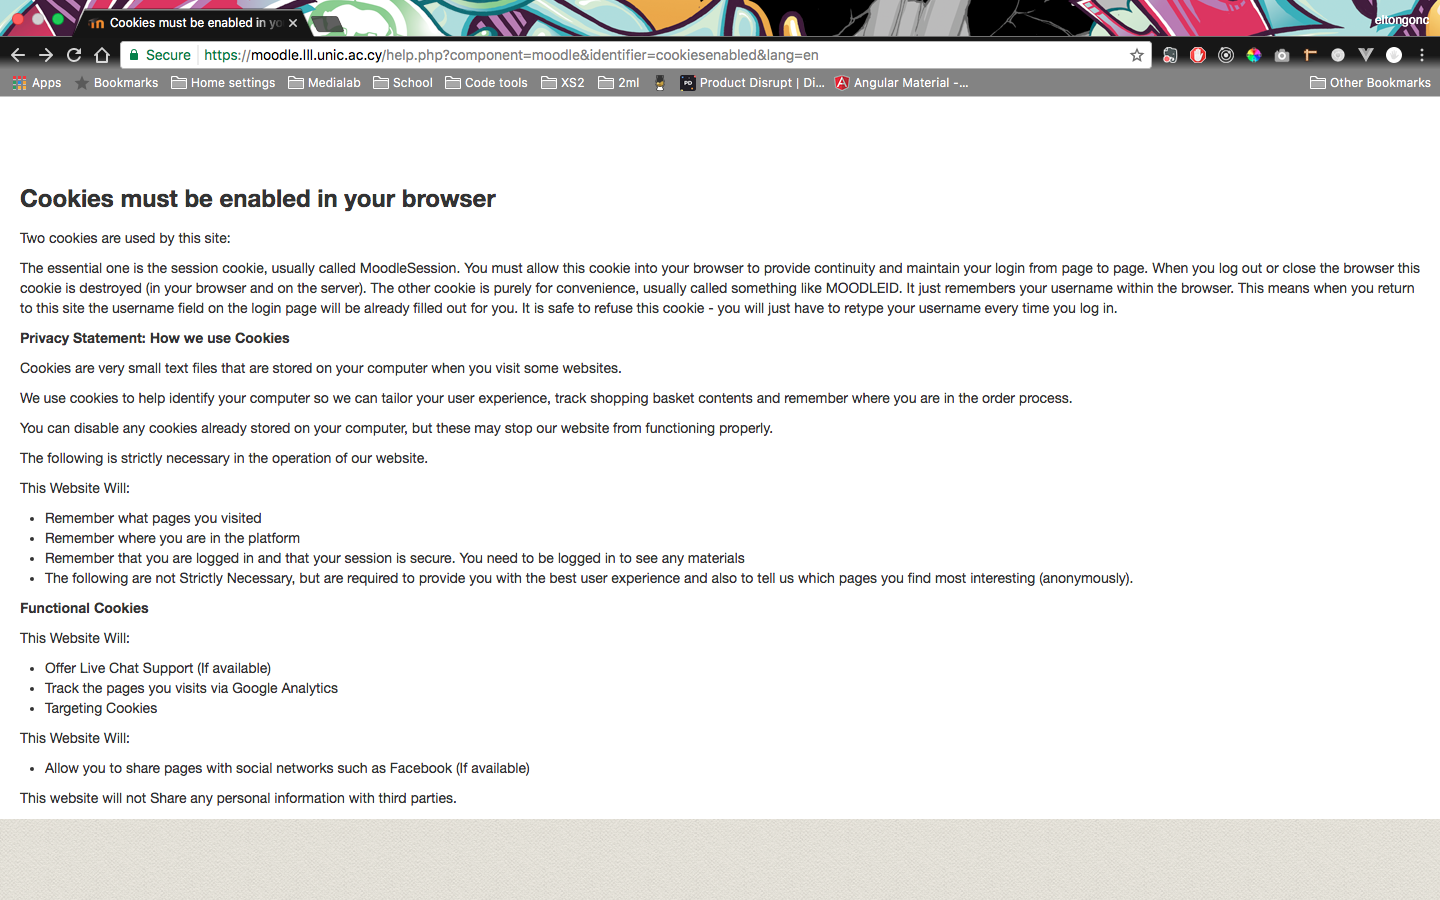 Cookies must be enabled in yo
eltongonc
Secure https://moodle.lll.unic.ac.cy/help.php?component=moodle&identifier=cookiesenabled&lang=en
Apps Bookmarks Home settings Medialab School Code tools XS2 2ml PD Product Disrupt | Di... Angular Material -... Other Bookmarks
Cookies must be enabled in your browser
Two cookies are used by this site:
The essential one is the session cookie, usually called MoodleSession. You must allow this cookie into your browser to provide continuity and maintain your login from page to page. When you log out or close the browser this
cookie is destroyed (in your browser and on the server). The other cookie is purely for convenience, usually called something like MOODLEID. It just remembers your username within the browser. This means when you return
to this site the username field on the login page will be already filled out for you. It is safe to refuse this cookie - you will just have to retype your username every time you log in.
Privacy Statement: How we use Cookies
Cookies are very small text files that are stored on your computer when you visit some websites.
We use cookies to help identify your computer so we can tailor your user experience, track shopping basket contents and remember where you are in the order process.
You can disable any cookies already stored on your computer, but these may stop our website from functioning properly.
The following is strictly necessary in the operation of our website.
This Website Will:
• Remember what pages you visited
• Remember where you are in the platform
• Remember that you are logged in and that your session is secure. You need to be logged in to see any materials
• The following are not Strictly Necessary, but are required to provide you with the best user experience and also to tell us which pages you find most interesting (anonymously).
Functional Cookies
This Website Will:
• Offer Live Chat Support (If available)
• Track the pages you visits via Google Analytics
• Targeting Cookies
This Website Will:
• Allow you to share pages with social networks such as Facebook (If available)
This website will not Share any personal information with third parties.